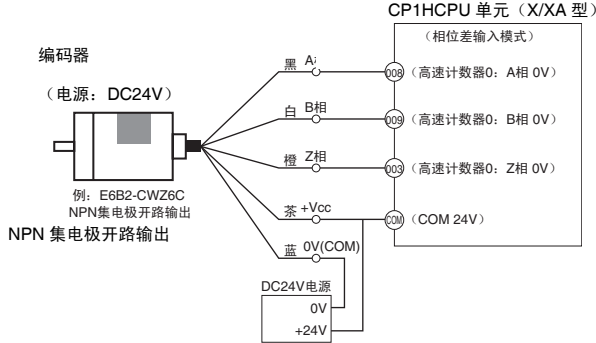 CP1HCPU 单元（X/XA 型）
（相位差输入模式）
编码器
（电源：DC24V）
黑 A相
008
（高速计数器0：A相 0V）
白 B相
009
（高速计数器0：B相 0V）
橙 Z相
003
（高速计数器0：Z相 0V）
茶 +Vcc
COM
（COM 24V）
例：E6B2-CWZ6C
NPN集电极开路输出
NPN 集电极开路输出
蓝 0V(COM)
DC24V电源
0V
+24V